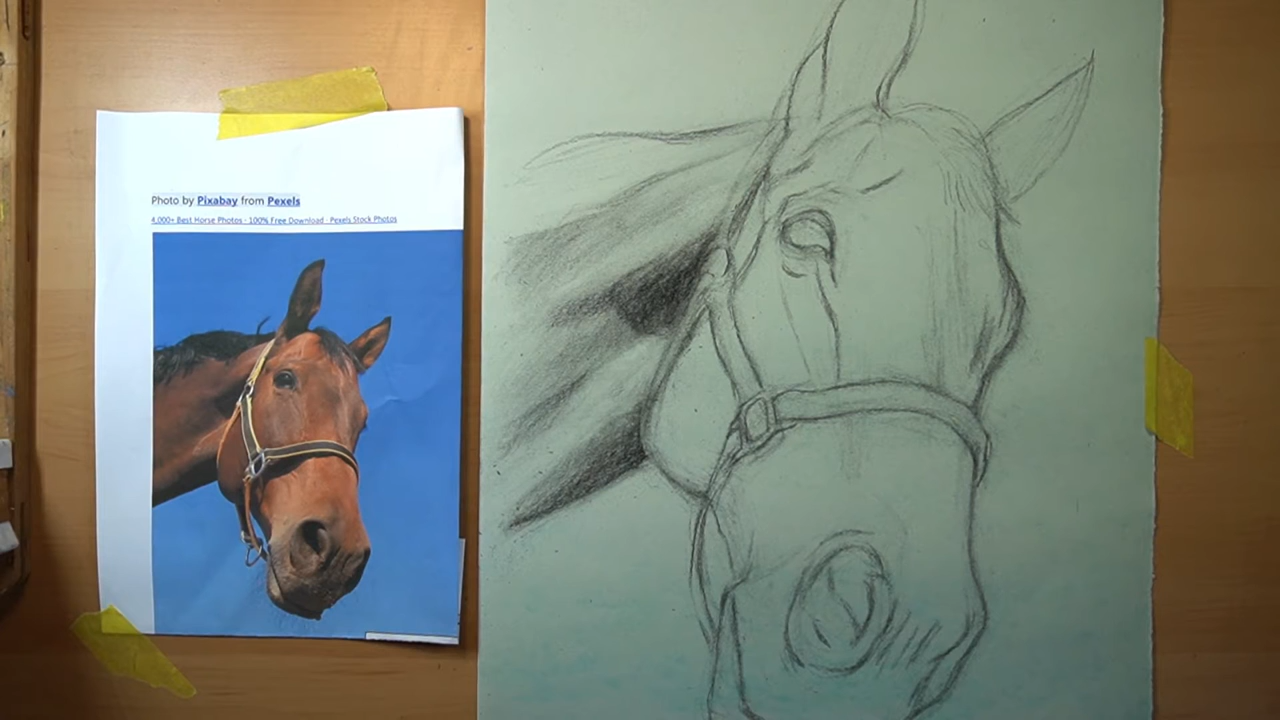 Photo by Pixabay from Pexels
4,000+ Best Horse Photos · 100% Free Download · Pexels Stock Photos